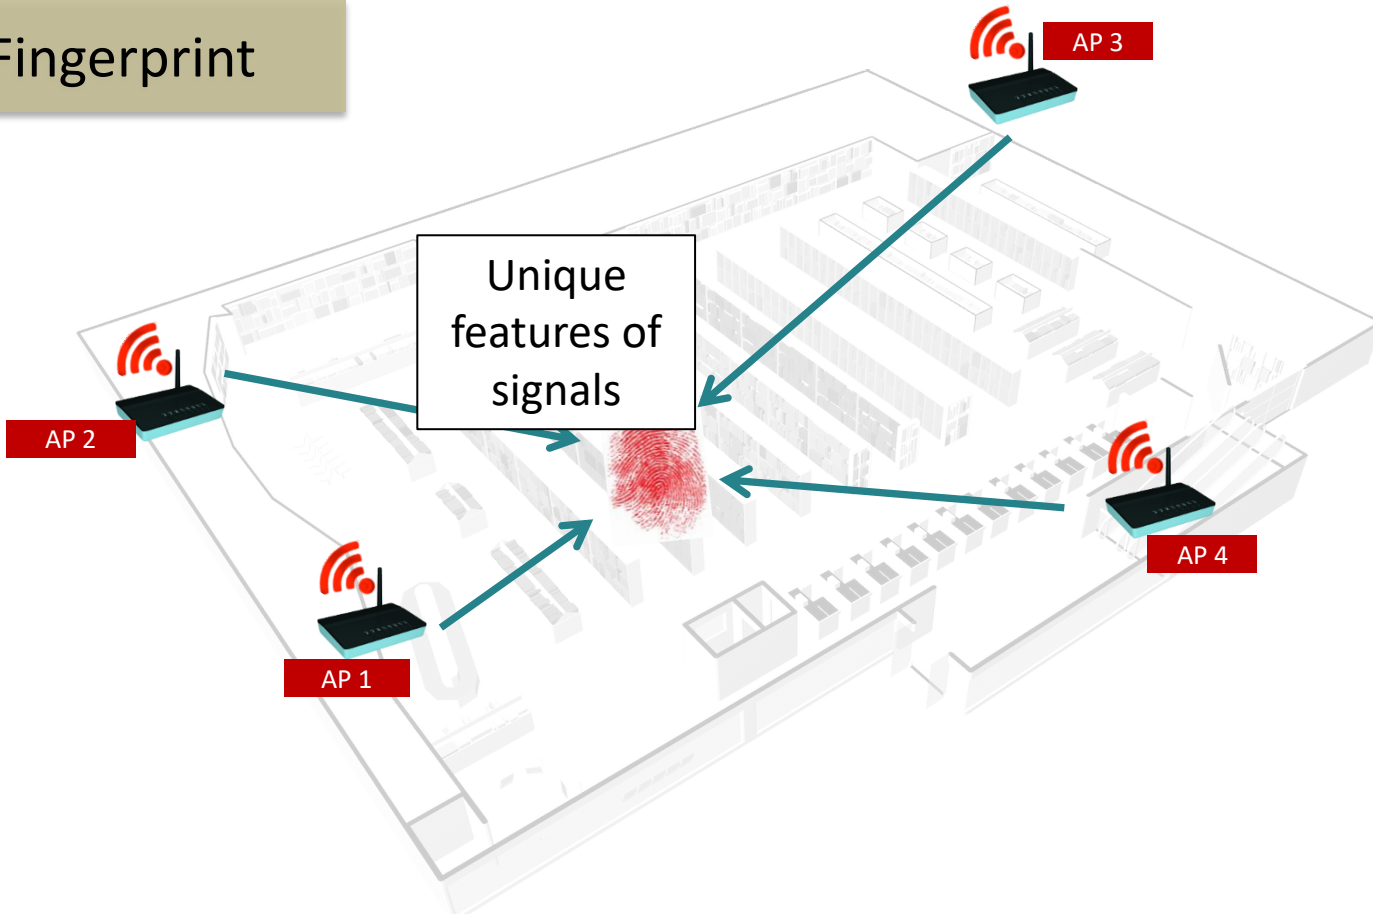 Fingerprint
AP 3
Unique
features of
signals
AP 2
AP 4
AP 1